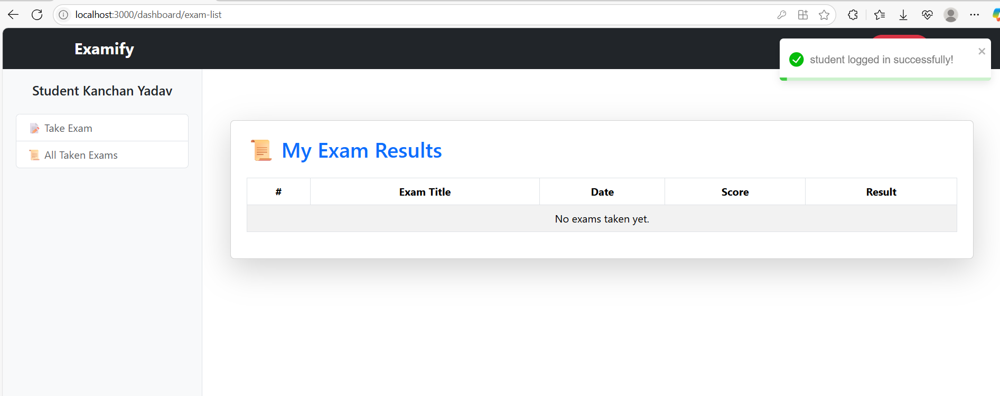 localhost:3000/dashboard/exam-list
Examify
student logged in successfully!
Student Kanchan Yadav
📝 Take Exam
📜 All Taken Exams
📜 My Exam Results
# Exam Title Date Score Result
No exams taken yet.